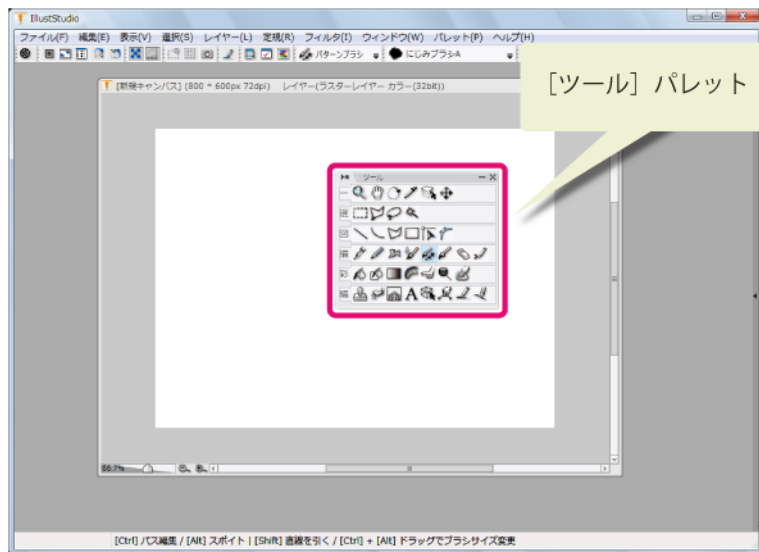 IllustStudio
ファイル(F) 編集(E) 表示(V) 選択(S) レイヤー(L) 定規(R) フィルタ(I) ウィンドウ(W) パレット(P) ヘルプ(H)
パターンブラシ にじみブラシA
[ツール] パレット
[新規キャンバス] (800 * 600px 72dpi) レイヤー(ラスターレイヤー カラー(32bit))
ツール
66.7%
[Ctrl] パス編集 / [Alt] スポイト | [Shift] 直線を引く / [Ctrl] + [Alt] ドラッグでブラシサイズ変更